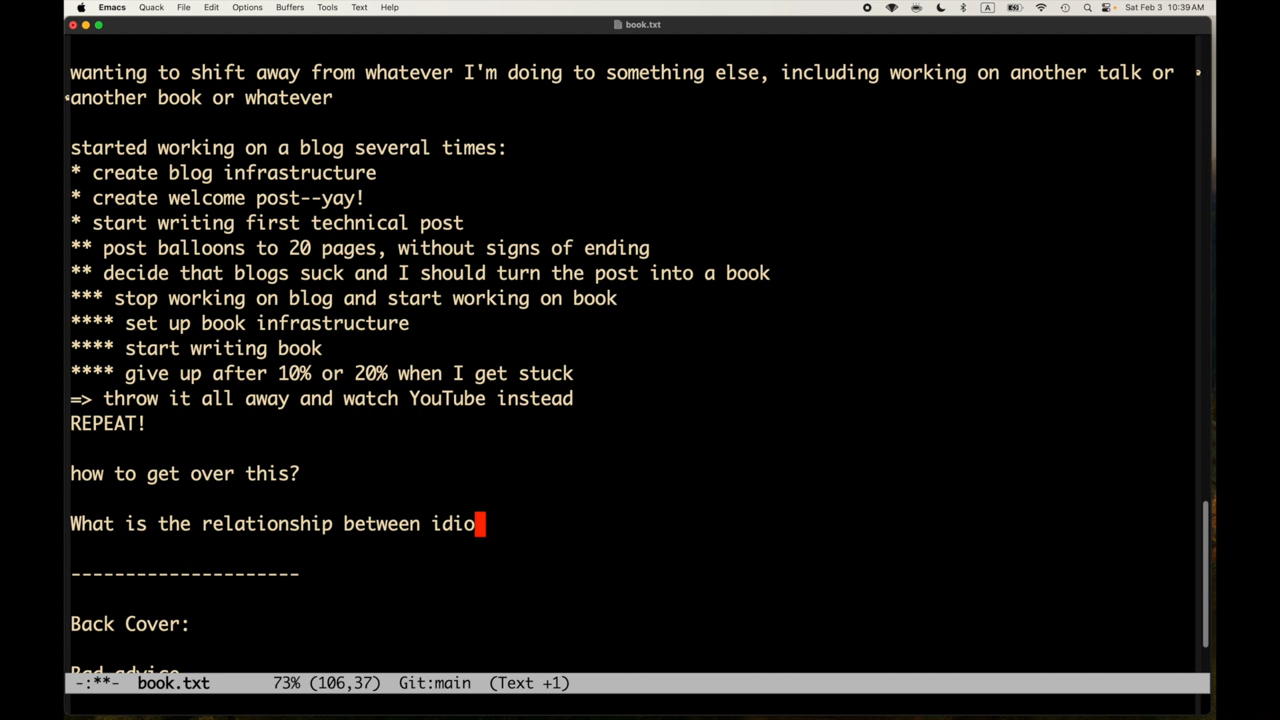 Emacs Quack File Edit Options Buffers Tools Text Help A Sat Feb 3 10:39 AM
book.txt
wanting to shift away from whatever I'm doing to something else, including working on another talk or
another book or whatever
started working on a blog several times:
* create blog infrastructure
* create welcome post--yay!
* start writing first technical post
** post balloons to 20 pages, without signs of ending
** decide that blogs suck and I should turn the post into a book
*** stop working on blog and start working on book
**** set up book infrastructure
**** start writing book
**** give up after 10% or 20% when I get stuck
=> throw it all away and watch YouTube instead
REPEAT!
how to get over this?
What is the relationship between idio
---------------------
Back Cover:
Bad advice
-:**- book.txt 73% (106,37) Git:main (Text +1)